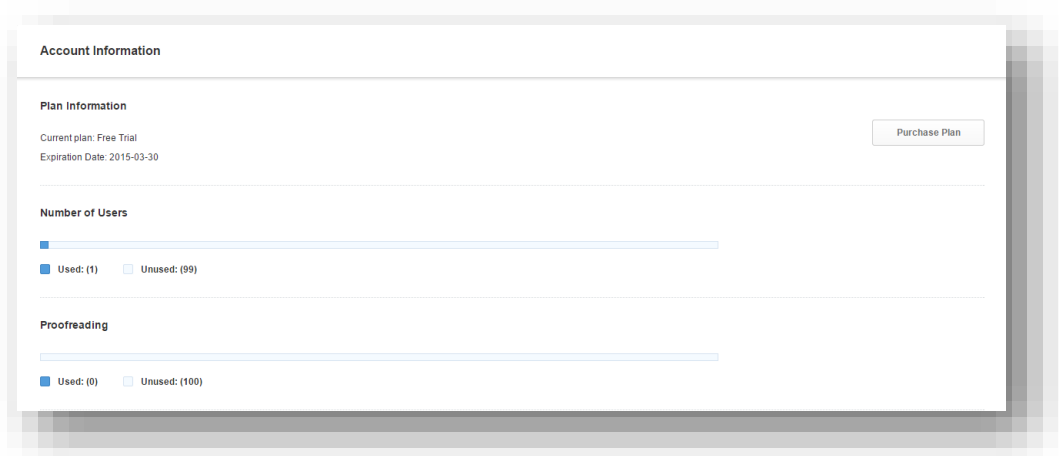 Account Information
Plan Information
Current plan: Free Trial
Expiration Date: 2015-03-30
Purchase Plan
Number of Users
Used: (1) Unused: (99)
Proofreading
Used: (0) Unused: (100)